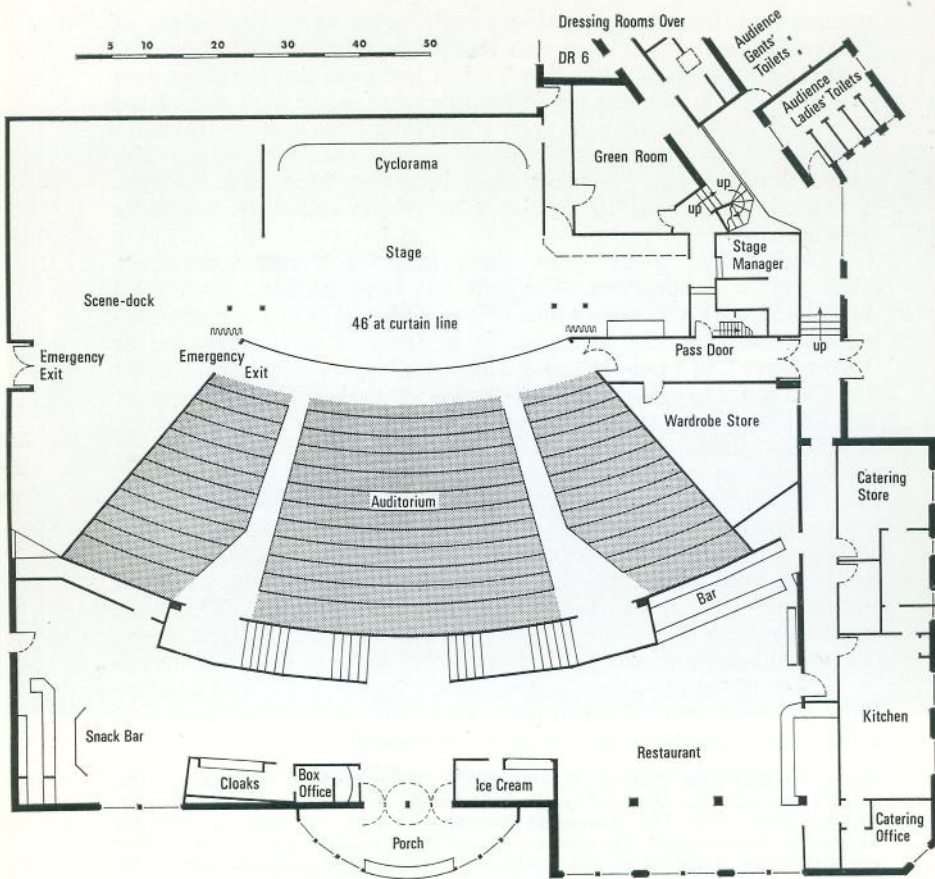 Dressing Rooms Over
DR 6
Audience
Gents'
Toilets
Audience
Ladies' Toilets
5 10 20 30 40 50
Cyclorama
Green Room
up
up
Stage
Stage
Manager
Scene-dock
46' at curtain line
Emergency
Exit
Emergency
Exit
Pass Door
up
Wardrobe Store
Auditorium
Catering
Store
Bar
Snack Bar
Kitchen
Restaurant
Cloaks
Box
Office
Ice Cream
Porch
Catering
Office